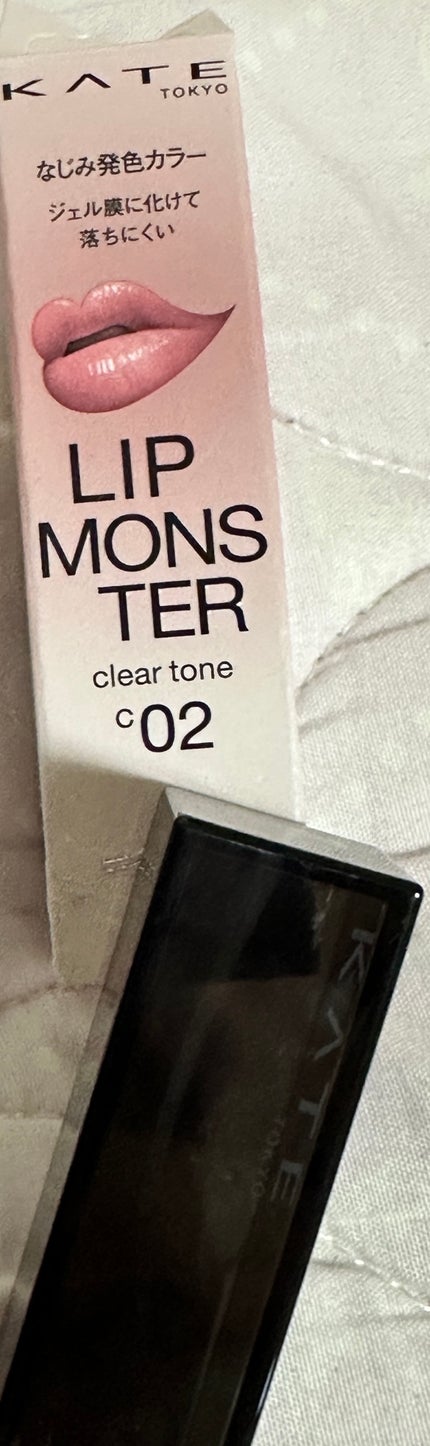 KATE
TOKYO
なじみ発色カラー
ジェル膜に化けて
落ちにくい
LIP
MONS
TER
clear tone
C02
KATE
TOKYO